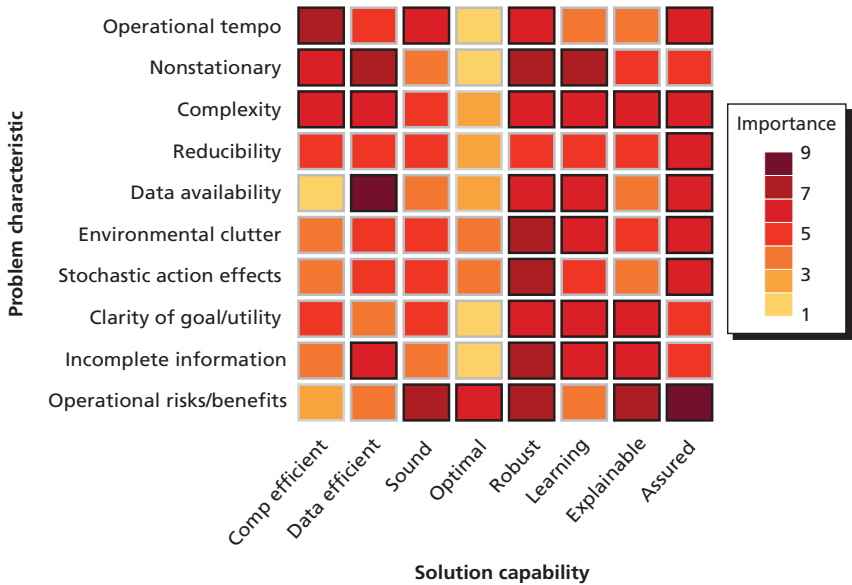 Problem characteristic
Operational tempo
Nonstationary
Complexity
Reducibility
Data availability
Environmental clutter
Stochastic action effects
Clarity of goal/utility
Incomplete information
Operational risks/benefits
Comp efficient
Data efficient
Sound
Optimal
Robust
Learning
Explainable
Assured
Solution capability
Importance
9
7
5
3
1